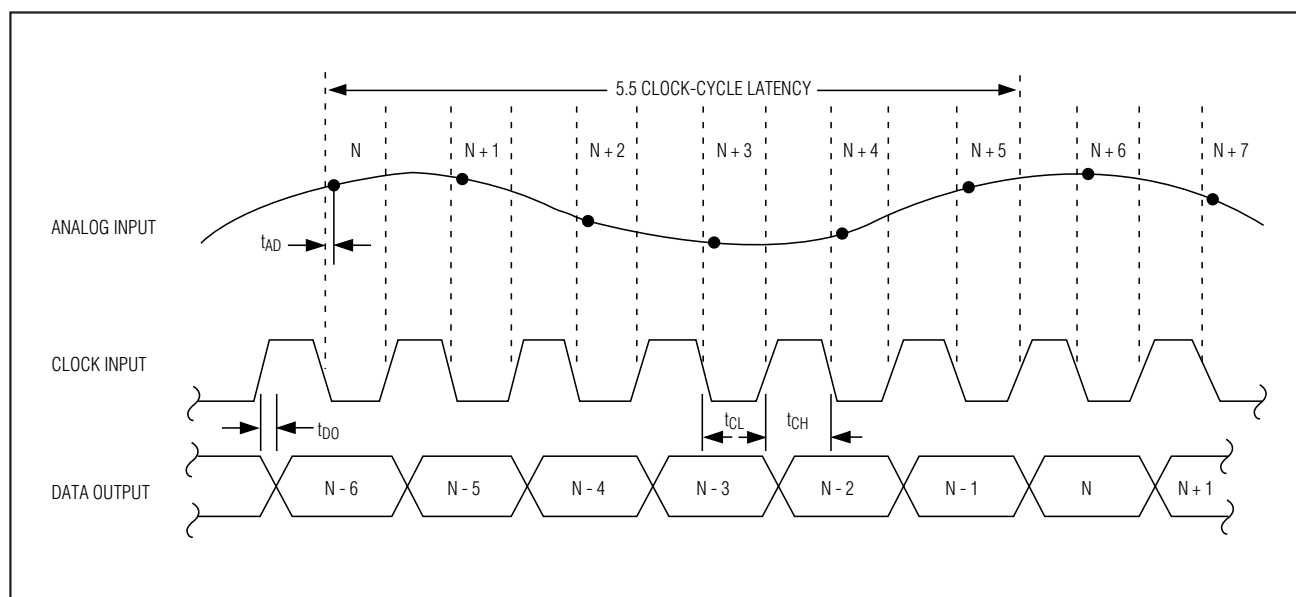 5.5 CLOCK-CYCLE LATENCY
N N + 1 N + 2 N + 3 N + 4 N + 5 N + 6 N + 7
ANALOG INPUT
tAD
CLOCK INPUT
tDO
tCL tCH
DATA OUTPUT
N - 6 N - 5 N - 4 N - 3 N - 2 N - 1 N N + 1